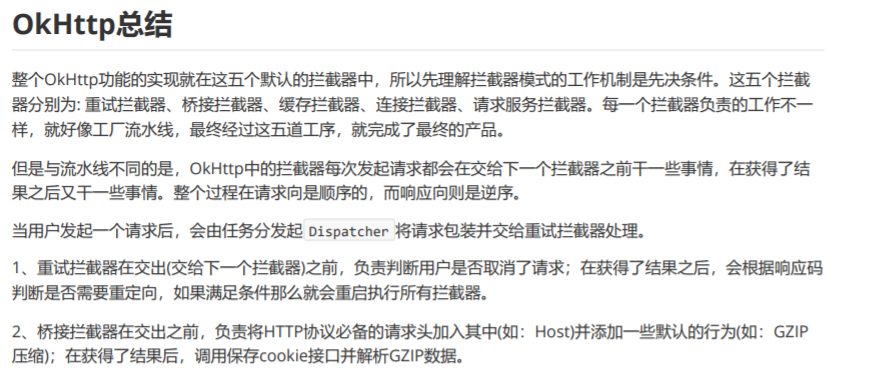 OkHttp总结
整个OkHttp功能的实现就在这五个默认的拦截器中，所以先理解拦截器模式的工作机制是先决条件。这五个拦截
器分别为: 重试拦截器、桥接拦截器、缓存拦截器、连接拦截器、请求服务拦截器。每一个拦截器负责的工作不一
样，就好像工厂流水线，最终经过这五道工序，就完成了最终的产品。
但是与流水线不同的是，OkHttp中的拦截器每次发起请求都会在交给下一个拦截器之前干一些事情，在获得了结
果之后又干一些事情。整个过程在请求向是顺序的，而响应向则是逆序。
当用户发起一个请求后，会由任务分发起Dispatcher将请求包装并交给重试拦截器处理。
1、重试拦截器在交出(交给下一个拦截器)之前，负责判断用户是否取消了请求；在获得了结果之后，会根据响应码
判断是否需要重定向，如果满足条件那么就会重启执行所有拦截器。
2、桥接拦截器在交出之前，负责将HTTP协议必备的请求头加入其中(如：Host)并添加一些默认的行为(如：GZIP
压缩)；在获得了结果后，调用保存cookie接口并解析GZIP数据。